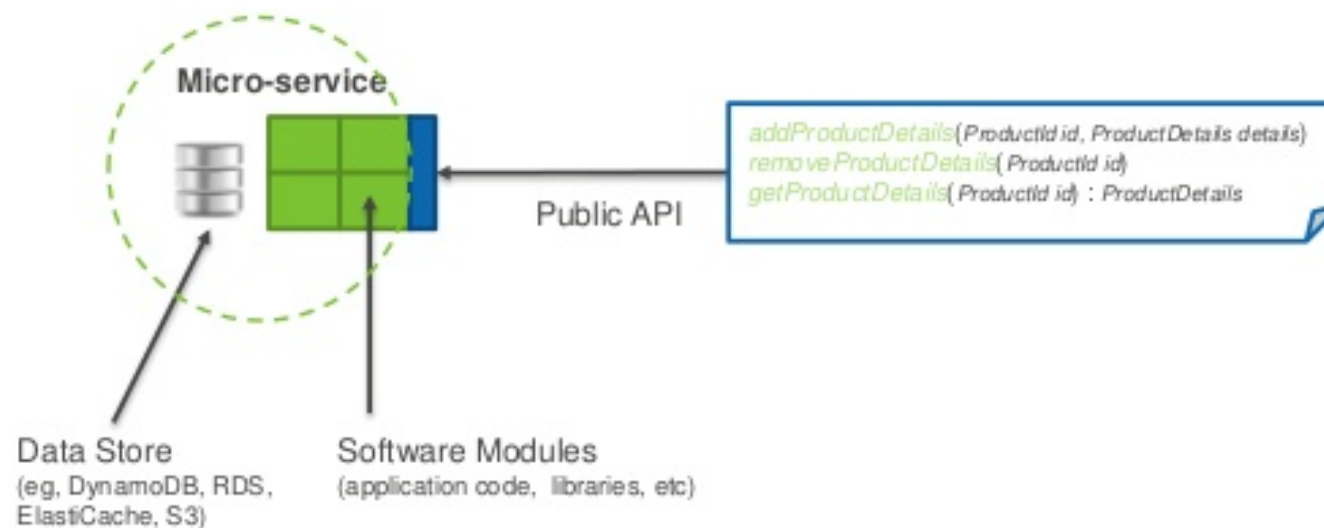 Micro-service
addProductDetails(ProductId id, ProductDetails details)
removeProductDetails(ProductId id)
getProductDetails(ProductId id) : ProductDetails
Public API
Data Store
(eg, DynamoDB, RDS,
ElastiCache, S3)
Software Modules
(application code, libraries, etc)